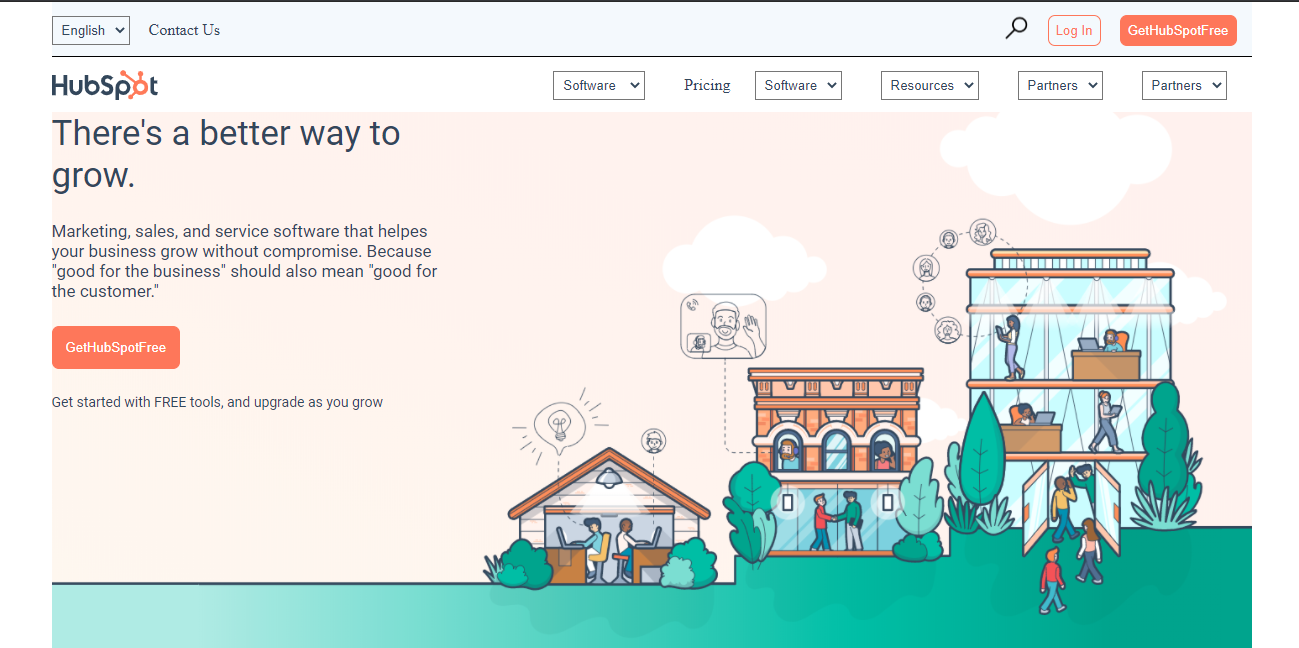 English Contact Us Log In GetHubSpotFree
HubSpot Software Pricing Software Resources Partners Partners
There's a better way to
grow.
Marketing, sales, and service software that helpes
your business grow without compromise. Because
"good for the business" should also mean "good for
the customer."
GetHubSpotFree
Get started with FREE tools, and upgrade as you grow